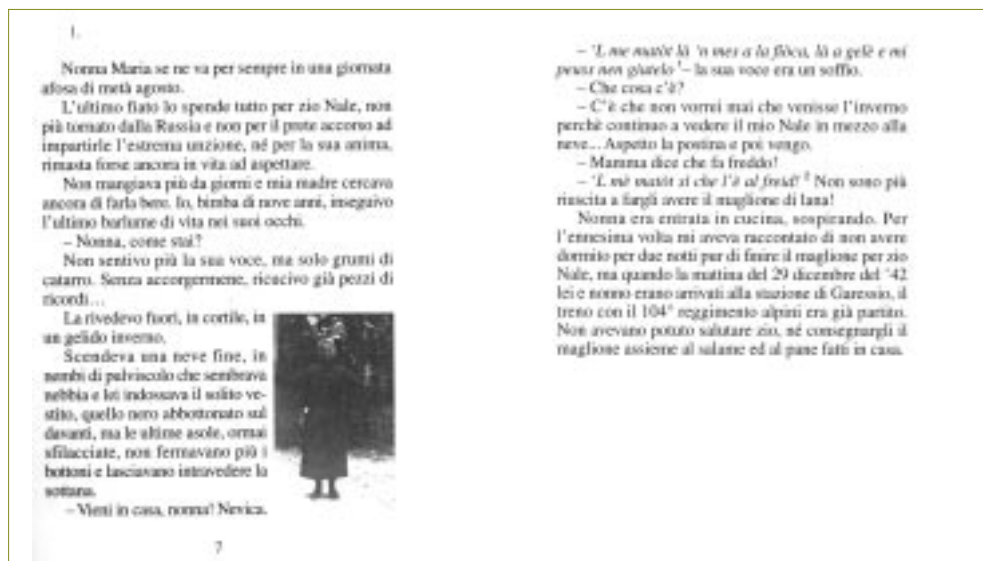 1.
Nonna Maria se ne va per sempre in una giornata
afosa di metà agosto.
L'ultimo fiato lo spende tutto per zio Nale, non
più tornato dalla Russia e non per il prete accorso ad
impartirle l'estrema unzione, né per la sua anima,
rimasta forse ancora in vita ad aspettare.
Non mangiava più da giorni e mia madre cercava
ancora di farla bere. Io, bimba di nove anni, inseguivo
l'ultimo barlume di vita nei suoi occhi.
– Nonna, come stai?
Non sentivo più la sua voce, ma solo grumi di
catarro. Senza accorgermene, ricucivo già pezzi di
ricordi…
La rivedevo fuori, in cortile, in
un gelido inverno.
Scendeva una neve fine, in
nembi di pulviscolo che sembrava
nebbia e lei indossava il solito ve-
stito, quello nero abbottonato sul
davanti, ma le ultime asole, ormai
sfilacciate, non fermavano più i
bottoni e lasciavano intravedere la
sottana.
– Vieni in casa, nonna! Nevica.
7
– 'L me matòt là 'n mes a la fiòca, là a gelè e mi
nen giutelo 1 – la sua voce era un soffio.
– Che cosa c'è?
– C'è che non vorrei mai che venisse l'inverno
perchè continuo a vedere il mio Nale in mezzo alla
neve... Aspetto la postina e poi vengo.
– Mamma dice che fa freddo!
– 'L mè matòt sì che l'è al freid! 2 Non sono più
riuscita a fargli avere il maglione di lana!
Nonna era entrata in cucina, sospirando. Per
l'ennesima volta mi aveva raccontato di non avere
dormito per due notti pur di finire il maglione per zio
Nale, ma quando la mattina del 29 dicembre del '42
lei e nonno erano arrivati alla stazione di Garessio, il
treno con il 104° reggimento alpini era già partito.
Non avevano potuto salutare zio, né consegnargli il
maglione assieme al salame ed al pane fatti in casa.